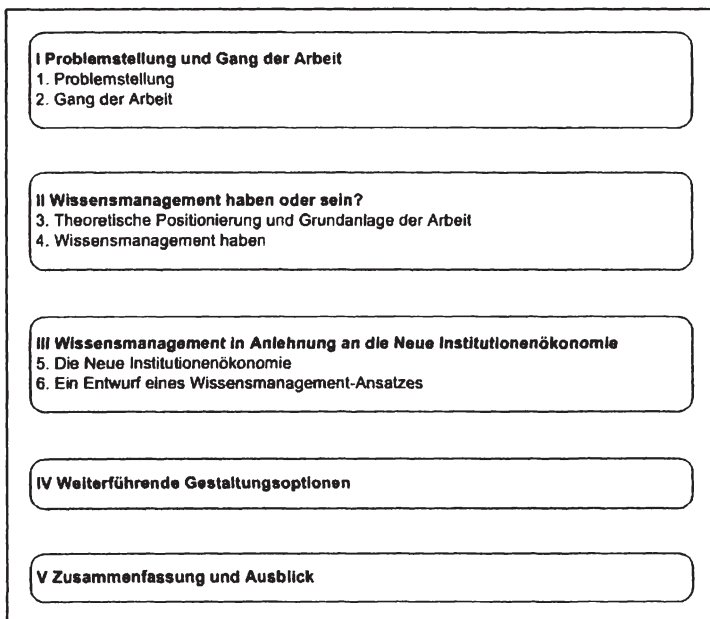 I Problemstellung und Gang der Arbeit
1. Problemstellung
2. Gang der Arbeit
II Wissensmanagement haben oder sein?
3. Theoretische Positionierung und Grundanlage der Arbeit
4. Wissensmanagement haben
III Wissensmanagement in Anlehnung an die Neue Institutionenökonomie
5. Die Neue Institutionenökonomie
6. Ein Entwurf eines Wissensmanagement-Ansatzes
IV Weiterführende Gestaltungsoptionen
V Zusammenfassung und Ausblick